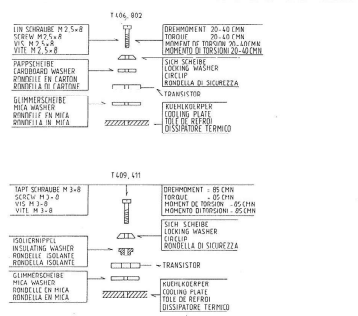 T406, 802
LIN SCHRAUBE M 2,5×8
SCREW M 2,5×8
VIS M 2,5×8
VITE M 2,5×8
DREHMOMENT 20-40 CMN
TORQUE 20-40 CMN
MOMENT DE TORSION 20-40CMN
MOMENTO DI TORSIONI 20-40 CMN
PAPPSCHEIBE
CARDBOARD WASHER
RONDELLE EN CARTON
RONDELLA DI CARTONE
SICH SCHEIBE
LOCKING WASHER
CIRCLIP
RONDELLA DI SICUREZZA
TRANSISTOR
GLIMMERSCHEIBE
MICA WASHER
RONDELLE EN MICA
RONDELLA IN MICA
KUEHLKOERPER
COOLING PLATE
TOLE DE REFROI
DISSIPATORE TERMICO
T409, 411
TAPT SCHRAUBE M 3×8
SCREW M 3×8
VIS M 3×8
VITE M 3×8
DREHMOMENT = 85 CMN
TORQUE = 85 CMN
MOMENT DE TORSION = 85 CMN
MOMENTO DI TORSIONI = 85 CMN
SICH SCHEIBE
LOCKING WASHER
CIRCLIP
RONDELLA DI SICUREZZA
ISOLIERNIPPEL
INSULATING WASHER
RONDELLE ISOLANTE
RONDELLA ISOLANTE
TRANSISTOR
GLIMMERSCHEIBE
MICA WASHER
RONDELLE EN MICA
RONDELLA EN MICA
KUEHLKOERPER
COOLING PLATE
TOLE DE REFROI
DISSIPATORE TERMICO